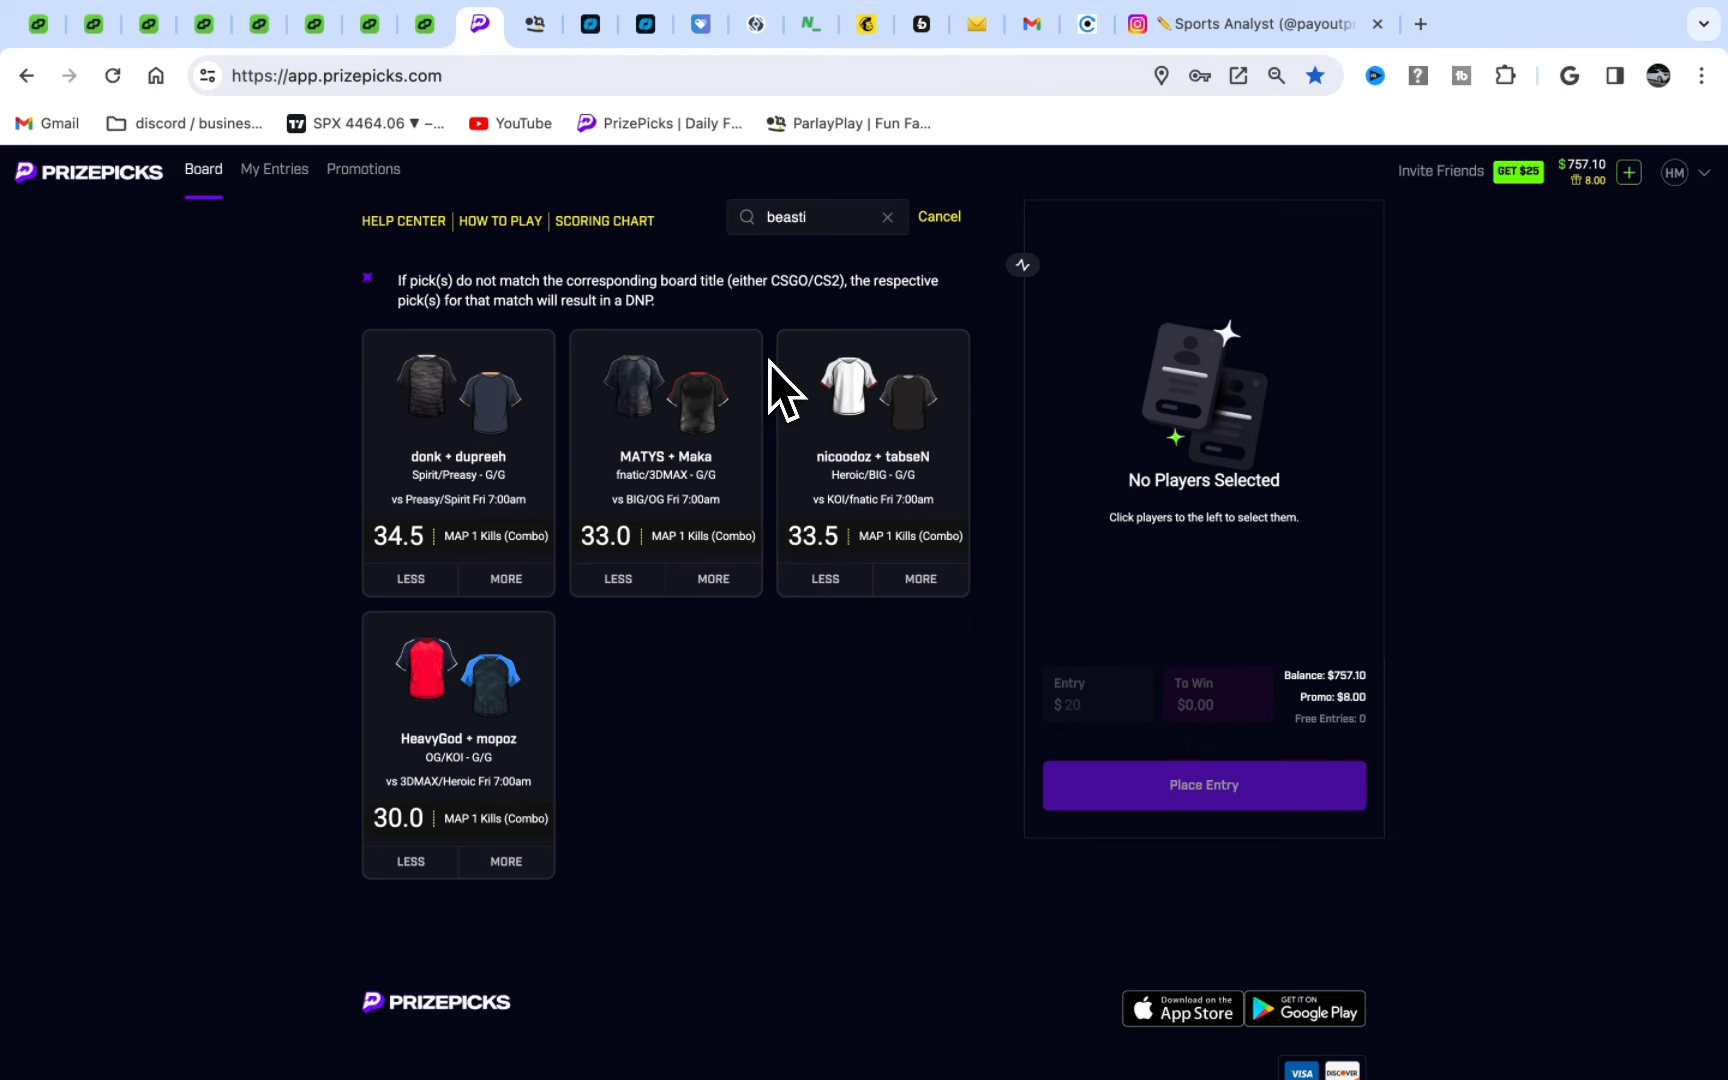 ✏️ Sports Analyst (@payoutpr
https://app.prizepicks.com
Gmail
discord / busines...
SPX 4464.06 ▼ –...
YouTube
PrizePicks | Daily F...
ParlayPlay | Fun Fa...
PRIZEPICKS
Board
My Entries
Promotions
Invite Friends
GET $25
$ 757.10
8.00
HM
HELP CENTER | HOW TO PLAY | SCORING CHART
beasti
Cancel
If pick(s) do not match the corresponding board title (either CSGO/CS2), the respective
pick(s) for that match will result in a DNP.
donk + dupreeh
Spirit/Preasy - G/G
vs Preasy/Spirit Fri 7:00am
34.5 MAP 1 Kills (Combo)
LESS MORE
MATYS + Maka
fnatic/3DMAX - G/G
vs BIG/OG Fri 7:00am
33.0 MAP 1 Kills (Combo)
LESS MORE
nicoodoz + tabseN
Heroic/BIG - G/G
vs KOI/fnatic Fri 7:00am
33.5 MAP 1 Kills (Combo)
LESS MORE
HeavyGod + mopoz
OG/KOI - G/G
vs 3DMAX/Heroic Fri 7:00am
30.0 MAP 1 Kills (Combo)
LESS MORE
No Players Selected
Click players to the left to select them.
Entry
$ 20
To Win
$0.00
Balance: $757.10
Promo: $8.00
Free Entries: 0
Place Entry
PRIZEPICKS
Download on the
App Store
GET IT ON
Google Play
VISA
DISCOVER